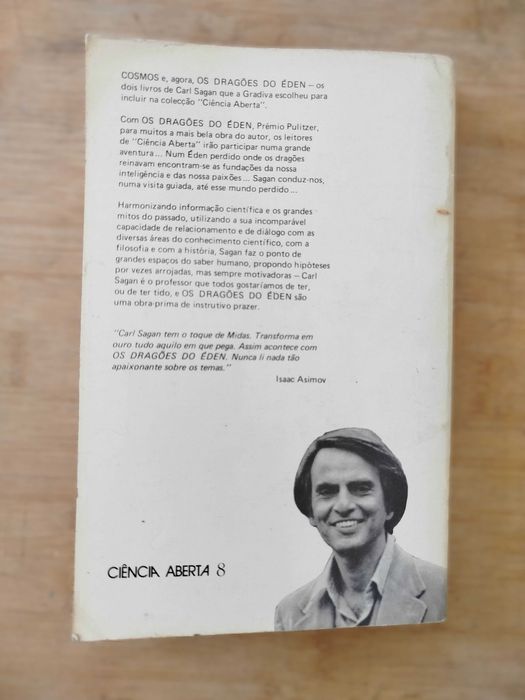 COSMOS e, agora, OS DRAGÕES DO ÉDEN – os
dois livros de Carl Sagan que a Gradiva escolheu para
incluir na colecção "Ciência Aberta".
Com OS DRAGÕES DO ÉDEN, Prémio Pulitzer,
para muitos a mais bela obra do autor, os leitores
de "Ciência Aberta" irão participar numa grande
aventura... Num Éden perdido onde os dragões
reinavam encontram-se as fundações da nossa
inteligência e das nossa paixões... Sagan conduz-nos,
numa visita guiada, até esse mundo perdido...
Harmonizando informação científica e os grandes
mitos do passado, utilizando a sua incomparável
capacidade de relacionamento e de diálogo com as
diversas áreas do conhecimento científico, com a
filosofia e com a história, Sagan faz o ponto de
grandes espaços do saber humano, propondo hipóteses
por vezes arrojadas, mas sempre motivadoras – Carl
Sagan é o professor que todos gostaríamos de ter,
ou de ter tido, e OS DRAGÕES DO ÉDEN são
uma obra-prima de instrutivo prazer.
"Carl Sagan tem o toque de Midas. Transforma em
ouro tudo aquilo em que pega. Assim acontece com
OS DRAGÕES DO ÉDEN. Nunca li nada tão
apaixonante sobre os temas."
Isaac Asimov
CIÊNCIA ABERTA 8